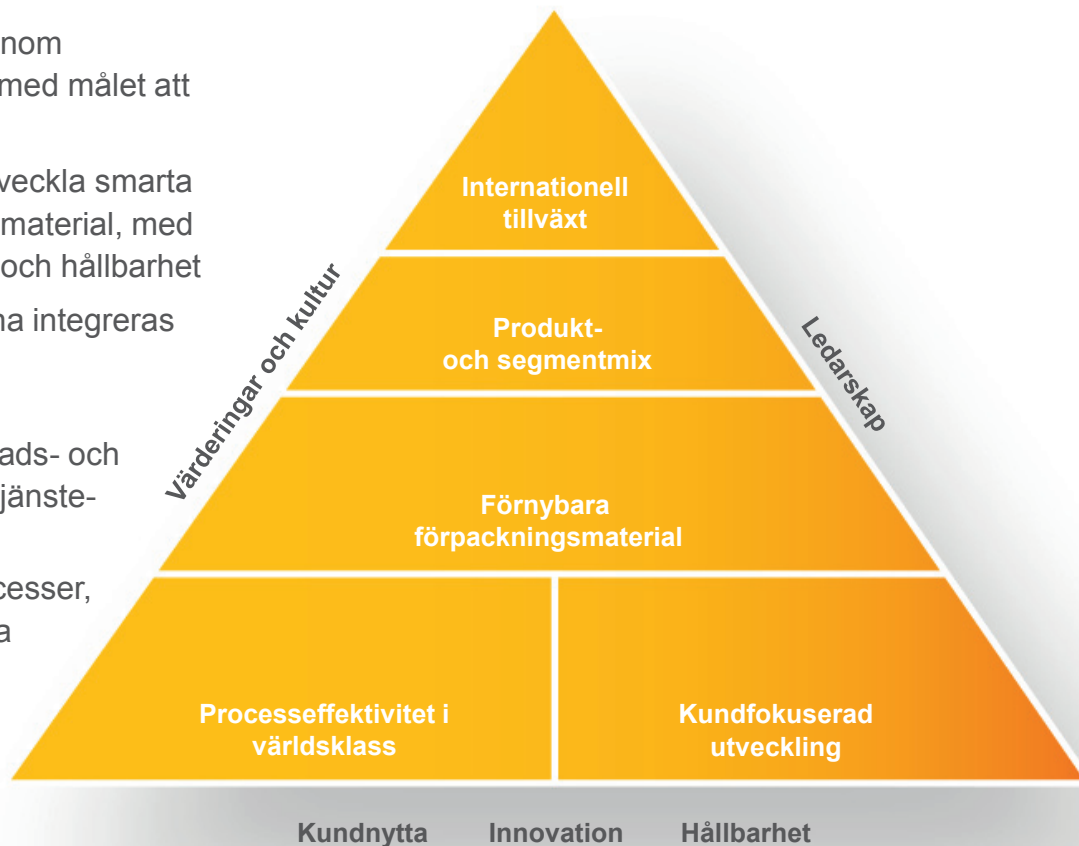 nom
med målet att
veckla smarta
material, med
och hållbarhet
na integreras
ads- och
jänste-
cesser,
a
Internationell
tillväxt
Produkt-
och segmentmix
Förnybara
förpackningsmaterial
Processeffektivitet i
världsklass
Kundfokuserad
utveckling
Värderingar och kultur
Ledarskap
Kundnytta Innovation Hållbarhet